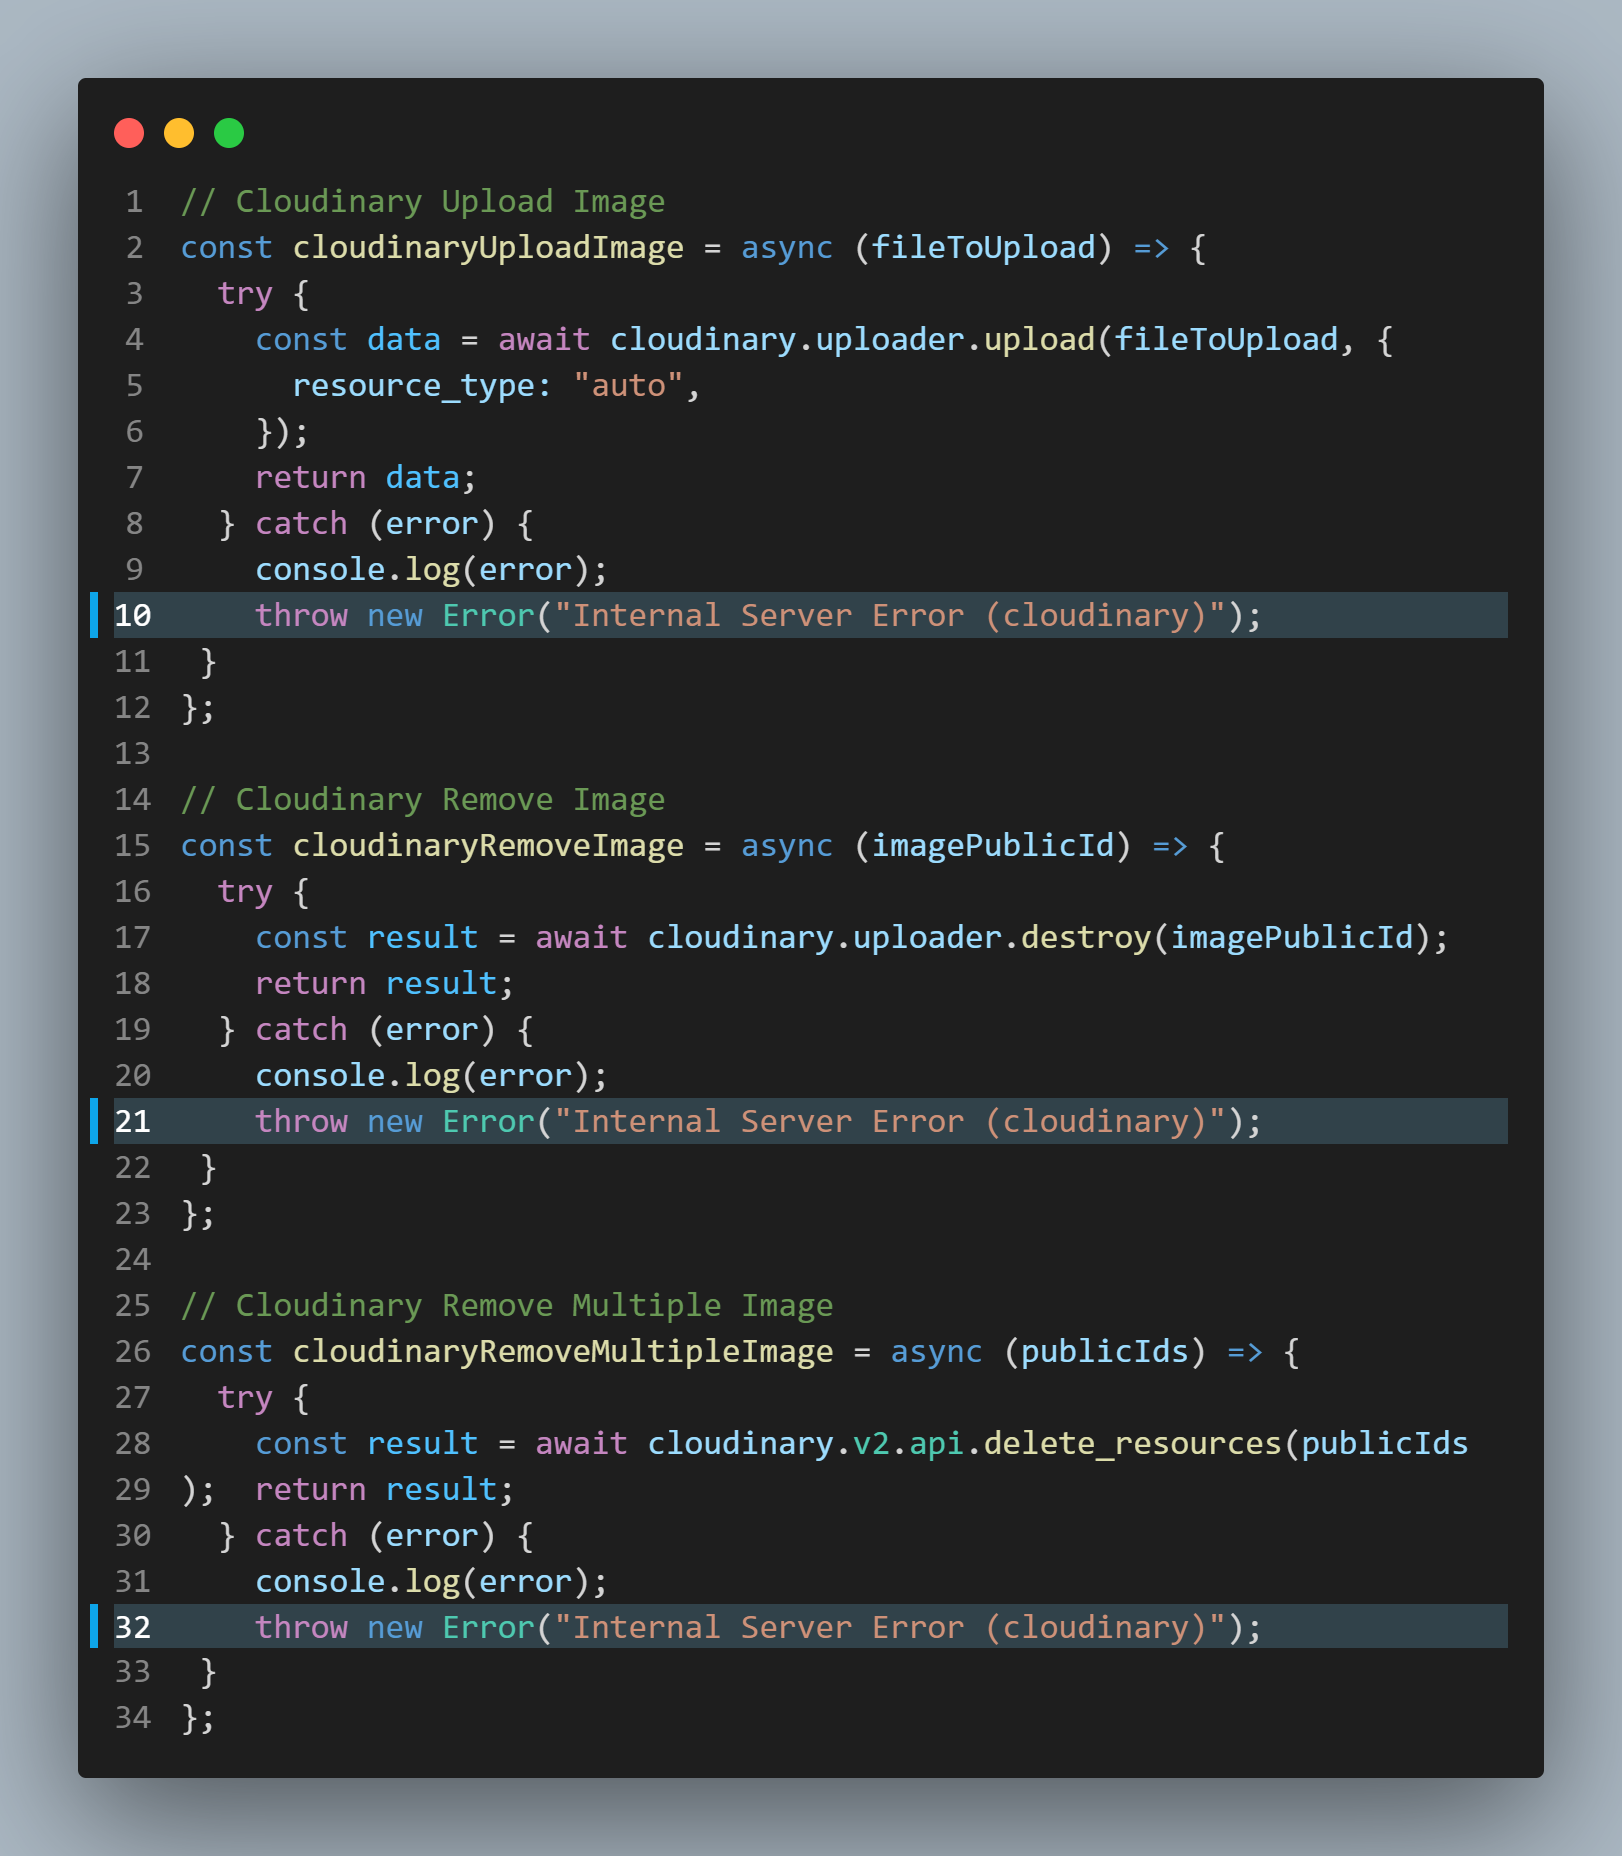 1 // Cloudinary Upload Image
2 const cloudinaryUploadImage = async (fileToUpload) => {
3   try {
4     const data = await cloudinary.uploader.upload(fileToUpload, {
5       resource_type: "auto",
6     });
7     return data;
8   } catch (error) {
9     console.log(error);
10     throw new Error("Internal Server Error (cloudinary)");
11  }
12 };
13
14 // Cloudinary Remove Image
15 const cloudinaryRemoveImage = async (imagePublicId) => {
16   try {
17     const result = await cloudinary.uploader.destroy(imagePublicId);
18     return result;
19   } catch (error) {
20     console.log(error);
21     throw new Error("Internal Server Error (cloudinary)");
22  }
23 };
24
25 // Cloudinary Remove Multiple Image
26 const cloudinaryRemoveMultipleImage = async (publicIds) => {
27   try {
28     const result = await cloudinary.v2.api.delete_resources(publicIds
29 );  return result;
30   } catch (error) {
31     console.log(error);
32     throw new Error("Internal Server Error (cloudinary)");
33  }
34 };